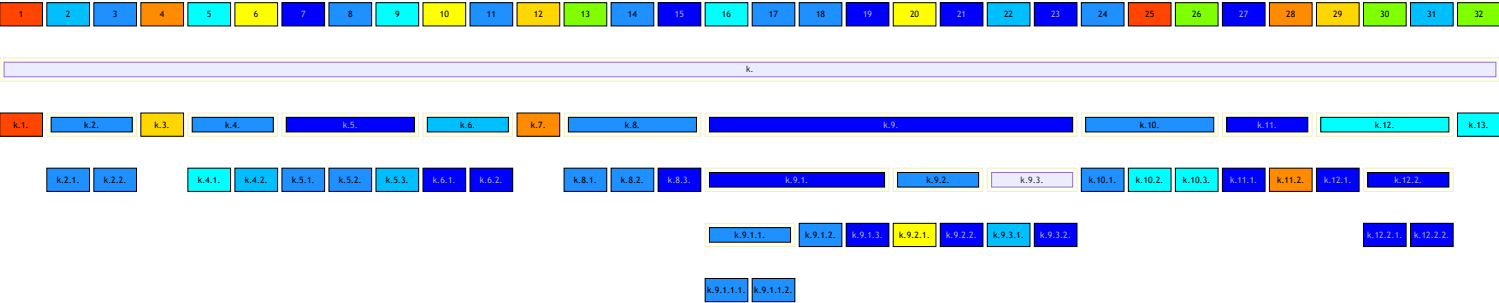 1 2 3 4 5 6 7 8 9 10 11 12 13 14 15 16 17 18 19 20 21 22 23 24 25 26 27 28 29 30 31 32
k.
k.1. k.2. k.3. k.4. k.5. k.6. k.7. k.8. k.9. k.10. k.11. k.12. k.13.
k.2.1. k.2.2. k.4.1. k.4.2. k.5.1. k.5.2. k.5.3. k.6.1. k.6.2. k.8.1. k.8.2. k.8.3. k.9.1. k.9.2. k.9.3. k.10.1. k.10.2. k.10.3. k.11.1. k.11.2. k.12.1. k.12.2.
k.9.1.1. k.9.1.2. k.9.1.3. k.9.2.1. k.9.2.2. k.9.3.1. k.9.3.2. k.12.2.1. k.12.2.2.
k.9.1.1.1. k.9.1.1.2.